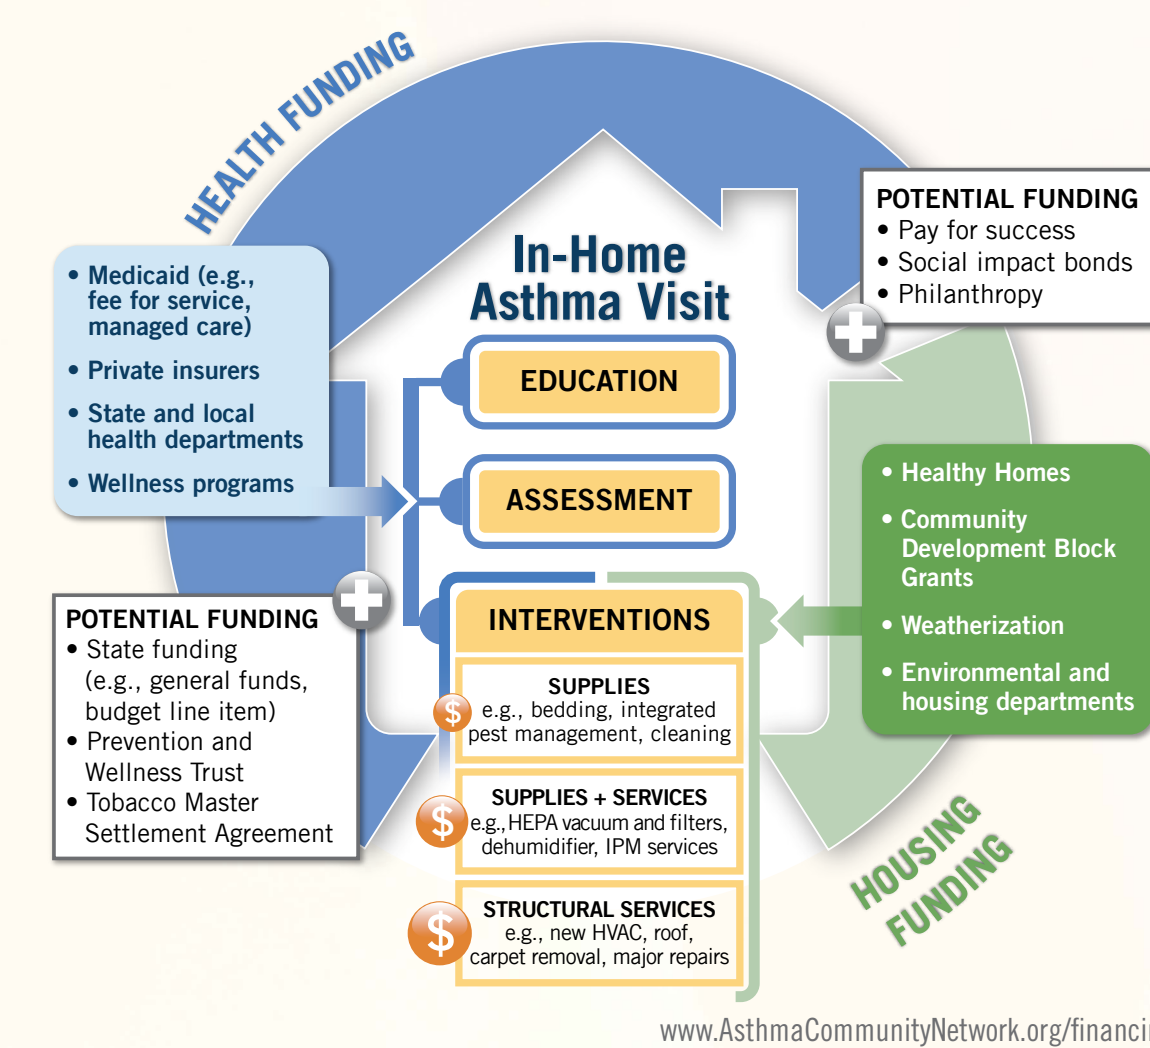 HEALTH FUNDING
• Medicaid (e.g.,
fee for service,
managed care)
• Private insurers
• State and local
health departments
• Wellness programs
POTENTIAL FUNDING
• State funding
(e.g., general funds,
budget line item)
• Prevention and
Wellness Trust
• Tobacco Master
Settlement Agreement
In-Home
Asthma Visit
EDUCATION
ASSESSMENT
INTERVENTIONS
$
SUPPLIES
e.g., bedding, integrated
pest management, cleaning
$
SUPPLIES + SERVICES
e.g., HEPA vacuum and filters,
dehumidifier, IPM services
$
STRUCTURAL SERVICES
e.g., new HVAC, roof,
carpet removal, major repairs
POTENTIAL FUNDING
• Pay for success
• Social impact bonds
• Philanthropy
• Healthy Homes
• Community
Development Block
Grants
• Weatherization
• Environmental and
housing departments
HOUSING
FUNDING
www.AsthmaCommunityNetwork.org/financin